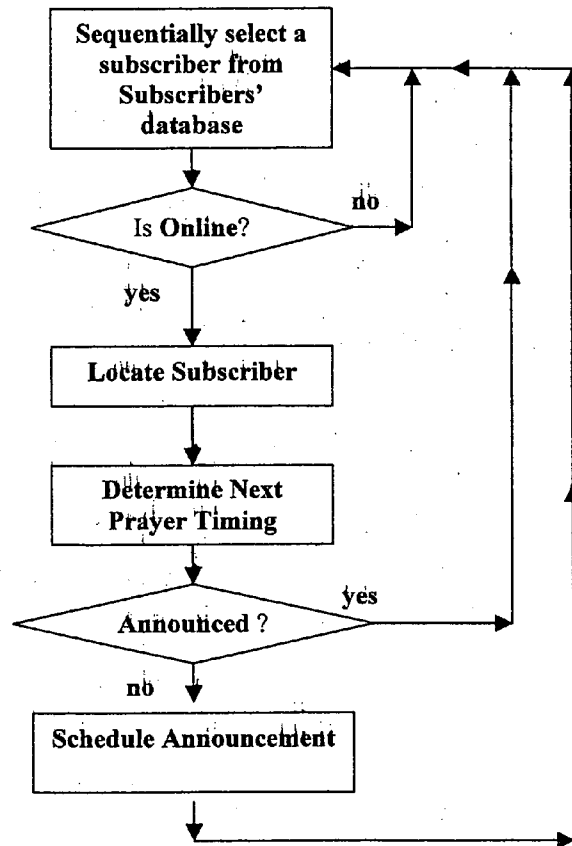 Sequentially select a
subscriber from
Subscribers'
database
no
Is Online?
yes
Locate Subscriber
Determine Next
Prayer Timing
yes
Announced ?
no
Schedule Announcement